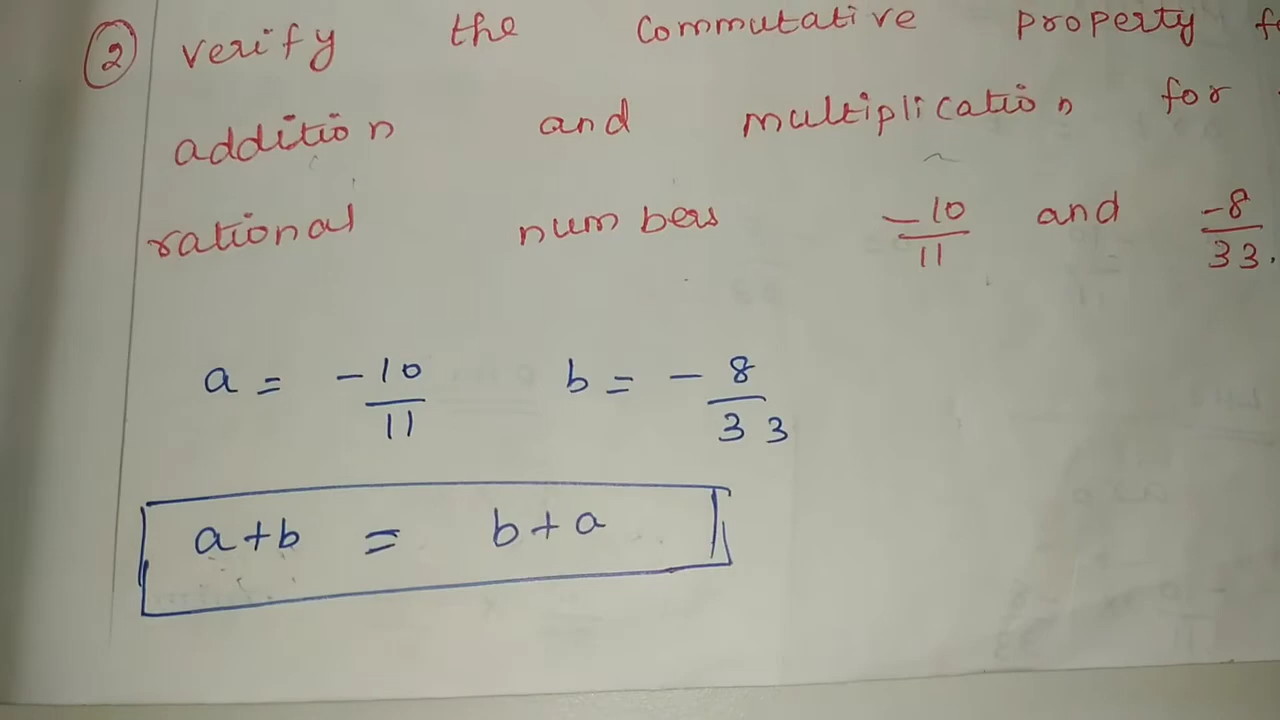 ② verify the commutative property
addition and multiplication for
rational numbers -10/11 and -8/33.
a = -10/11 b = -8/33
a+b = b+a